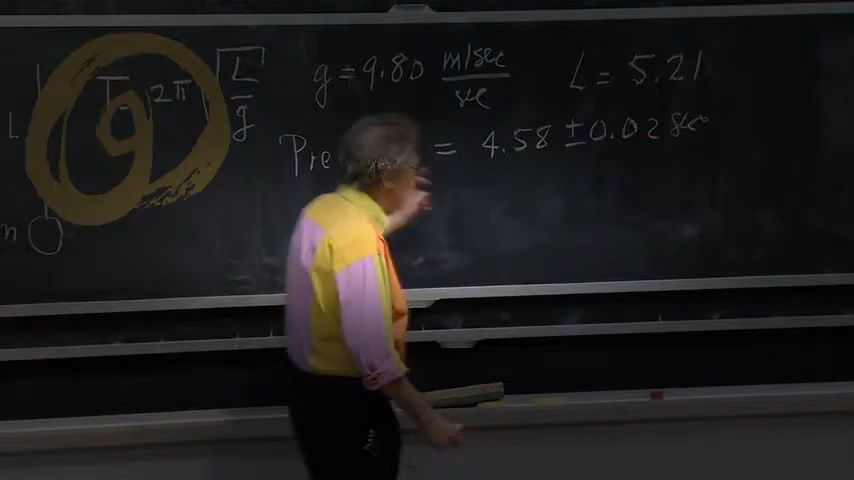 T 2π √L/g g = 9.80 m/sec/sec L = 5.21
L Pre = 4.58 ± 0.02 sec
m
9